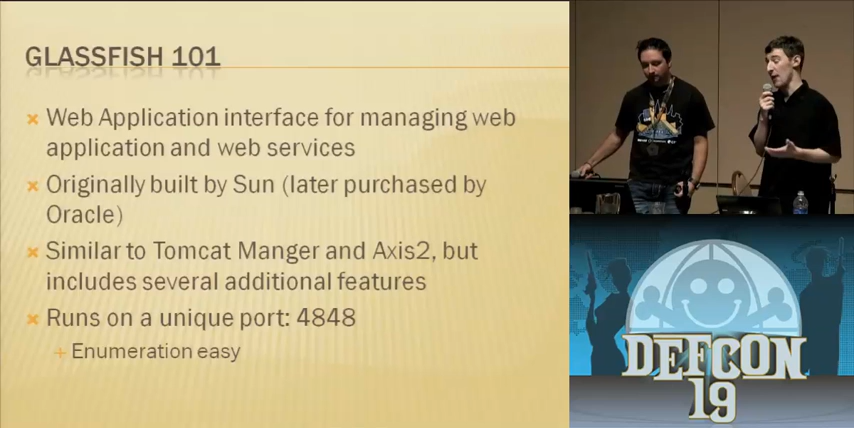 GLASSFISH 101
× Web Application interface for managing web
application and web services
× Originally built by Sun (later purchased by
Oracle)
× Similar to Tomcat Manger and Axis2, but
includes several additional features
× Runs on a unique port: 4848
+ Enumeration easy
DEFCON
19